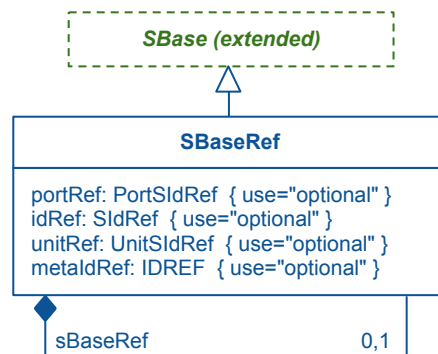 SBase (extended)
SBaseRef
portRef: PortSIdRef { use="optional" }
idRef: SIdRef { use="optional" }
unitRef: UnitSIdRef { use="optional" }
metaIdRef: IDREF { use="optional" }
sBaseRef 0,1